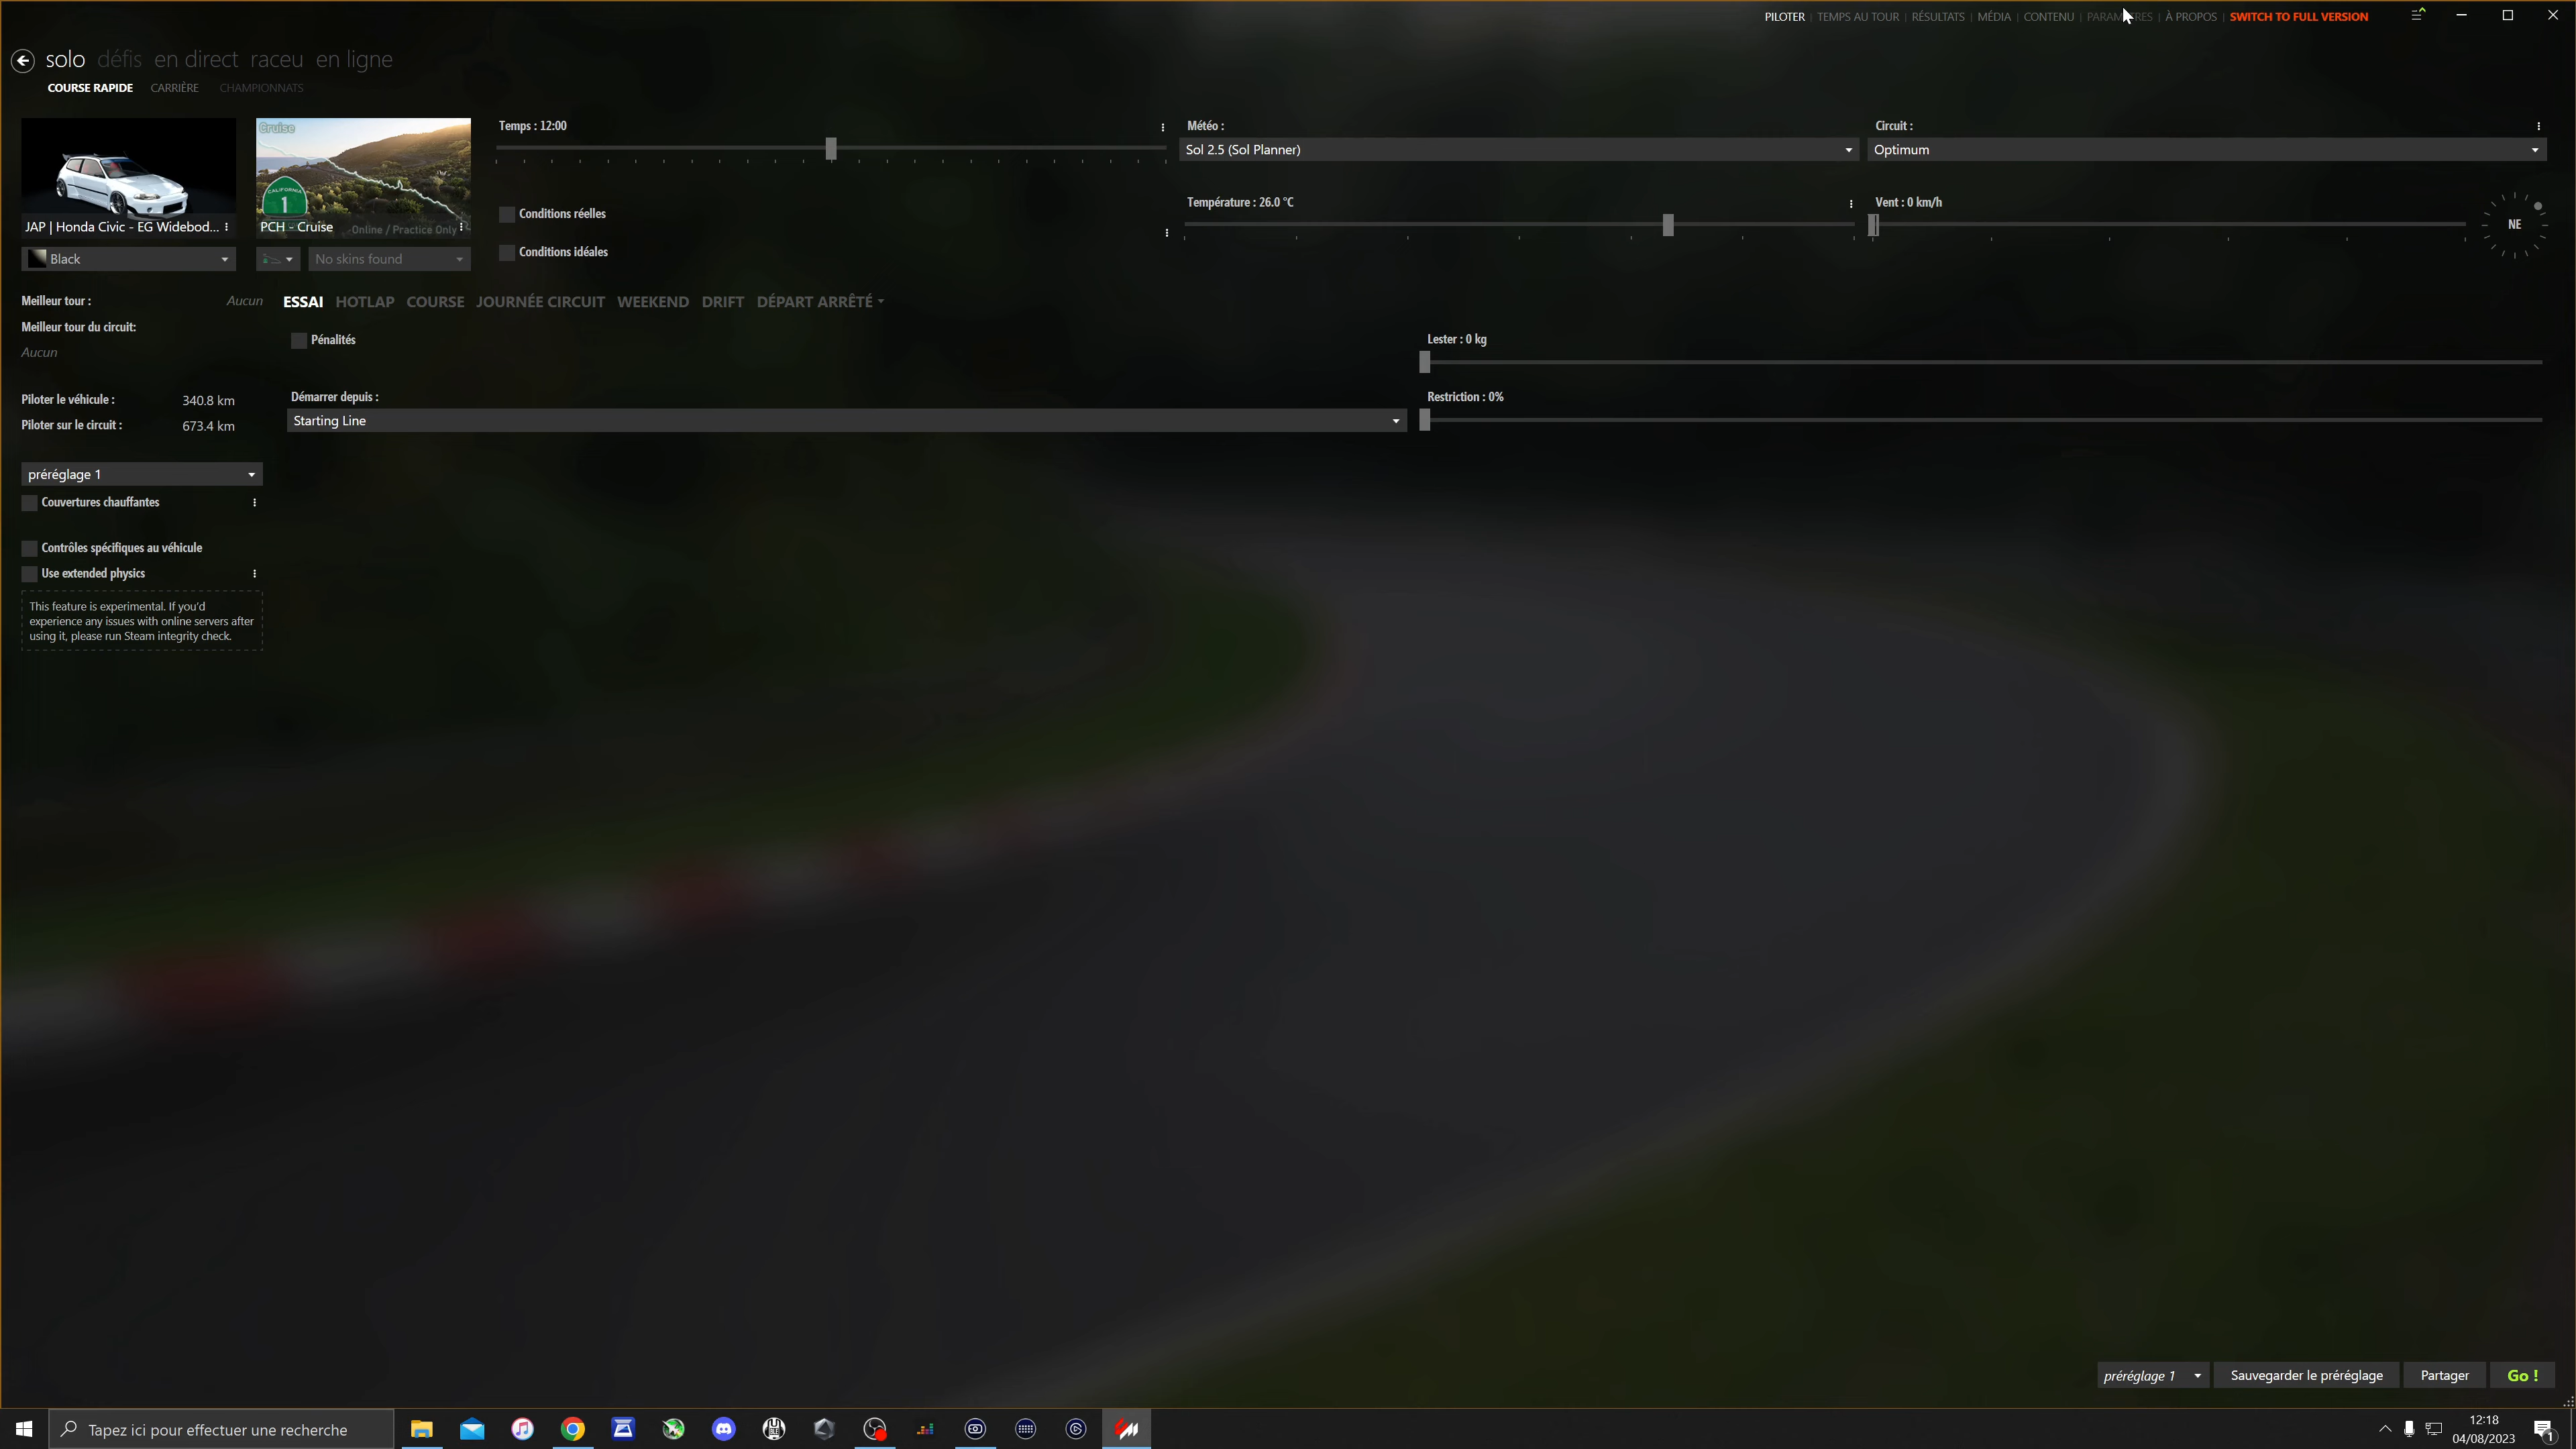 PILOTER | TEMPS AU TOUR | RÉSULTATS | MÉDIA | CONTENU | | À PROPOS | SWITCH TO FULL VERSION
solo défis en direct raceu en ligne
COURSE RAPIDE CARRIÈRE CHAMPIONNATS
Cruise
CALIFORNIA
1
JAP | Honda Civic - EG Widebod...
PCH - Cruise
Online / Practice Only
Black
No skins found
Temps : 12:00
Météo :
Sol 2.5 (Sol Planner)
Circuit :
Optimum
Conditions réelles
Conditions idéales
Température : 26.0 °C
Vent : 0 km/h
NE
Meilleur tour : Aucun
Meilleur tour du circuit:
Aucun
Piloter le véhicule : 340.8 km
Piloter sur le circuit : 673.4 km
ESSAI HOTLAP COURSE JOURNÉE CIRCUIT WEEKEND DRIFT DÉPART ARRÊTÉ
Pénalités
Lester : 0 kg
Démarrer depuis :
Starting Line
Restriction : 0%
préréglage 1
Couvertures chauffantes
Contrôles spécifiques au véhicule
Use extended physics
This feature is experimental. If you'd
experience any issues with online servers after
using it, please run Steam integrity check.
préréglage 1
Sauvegarder le préréglage
Partager
Go !
Tapez ici pour effectuer une recherche
12:18
04/08/2023
1